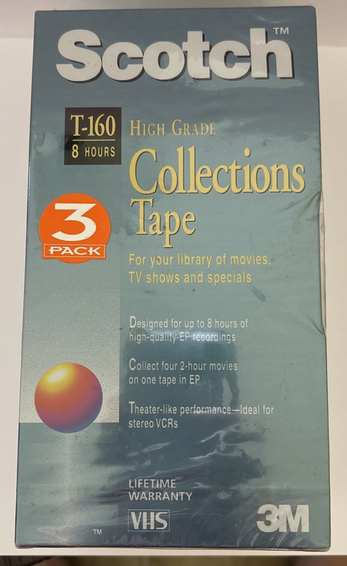 Scotch™
T-160
8 HOURS
HIGH GRADE
Collections
Tape
3
PACK
For your library of movies,
TV shows and specials
Designed for up to 8 hours of
high-quality EP recordings
Collect four 2-hour movies
on one tape in EP
Theater-like performance—Ideal for
stereo VCRs
LIFETIME
WARRANTY
VHS
3M
™